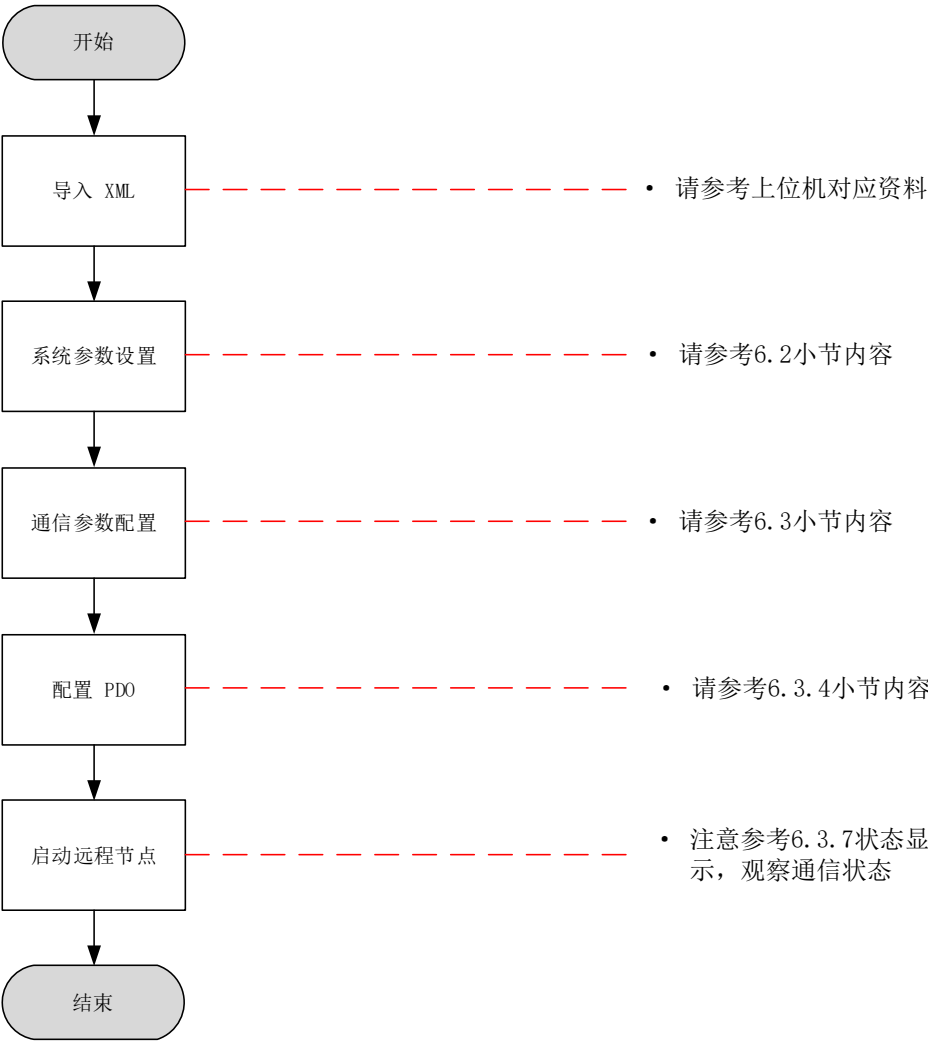 开始
导入 XML
• 请参考上位机对应资料
系统参数设置
• 请参考6.2小节内容
通信参数配置
• 请参考6.3小节内容
配置 PDO
• 请参考6.3.4小节内容
启动远程节点
• 注意参考6.3.7状态显
示，观察通信状态
结束